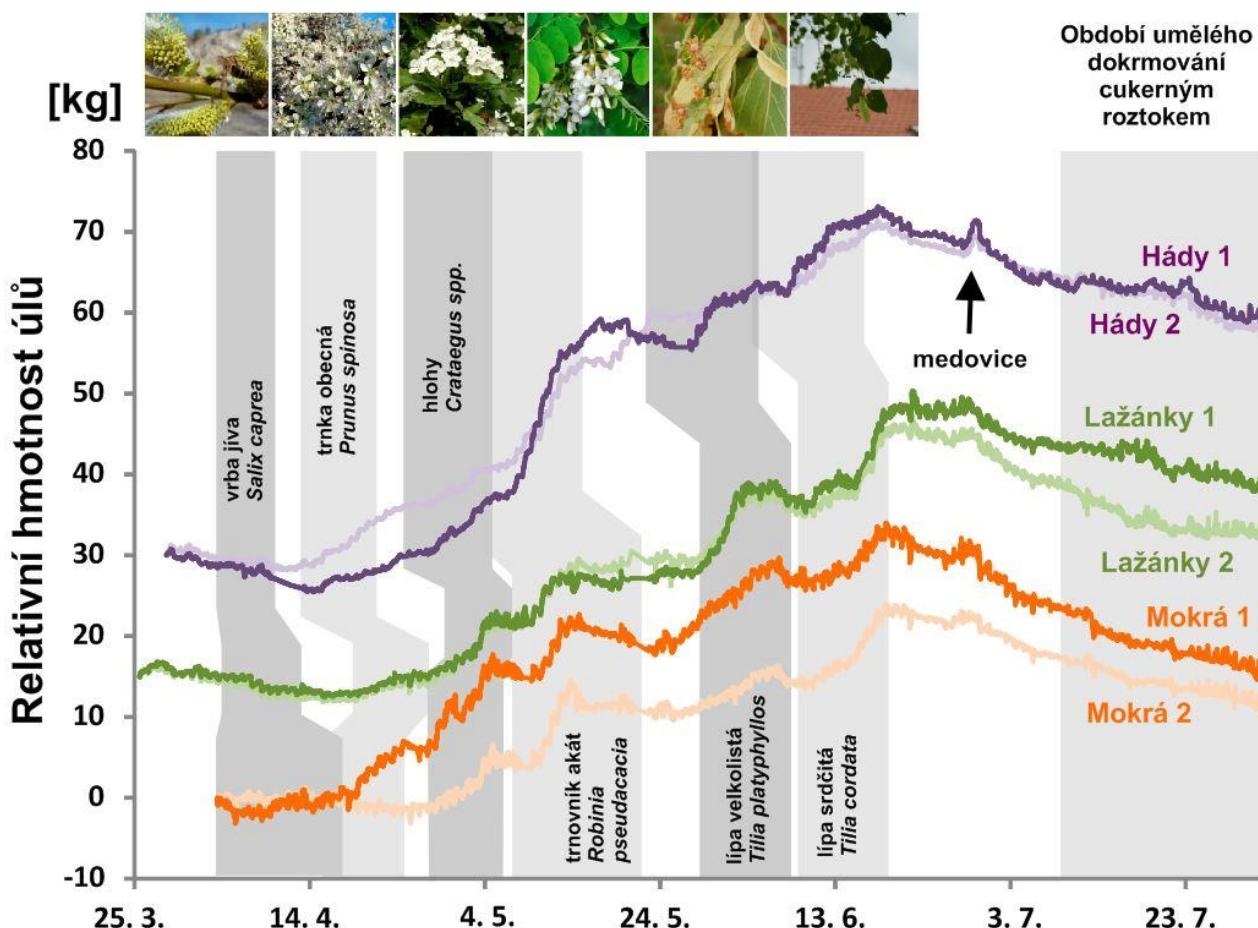 Období umělého
dokrmování
cukerným
roztokem
[kg]
Relativní hmotnost úlů
80
70
60
50
40
30
20
10
0
-10
vrba jíva
Salix caprea
trnka obecná
Prunus spinosa
hlohy
Crataegus spp.
trnovník akát
Robinia
pseudacacia
lípa velkolistá
Tilia platyphyllos
lípa srdčitá
Tilia cordata
medovice
Hády 1
Hády 2
Lažánky 1
Lažánky 2
Mokrá 1
Mokrá 2
25. 3.
14. 4.
4. 5.
24. 5.
13. 6.
3. 7.
23. 7.